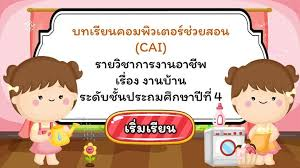 บทเรียนคอมพิวเตอร์ช่วยสอน
(CAI)
รายวิชาการงานอาชีพ
เรื่อง งานบ้าน
ระดับชั้นประถมศึกษาปีที่ 4
เริ่มเรียน